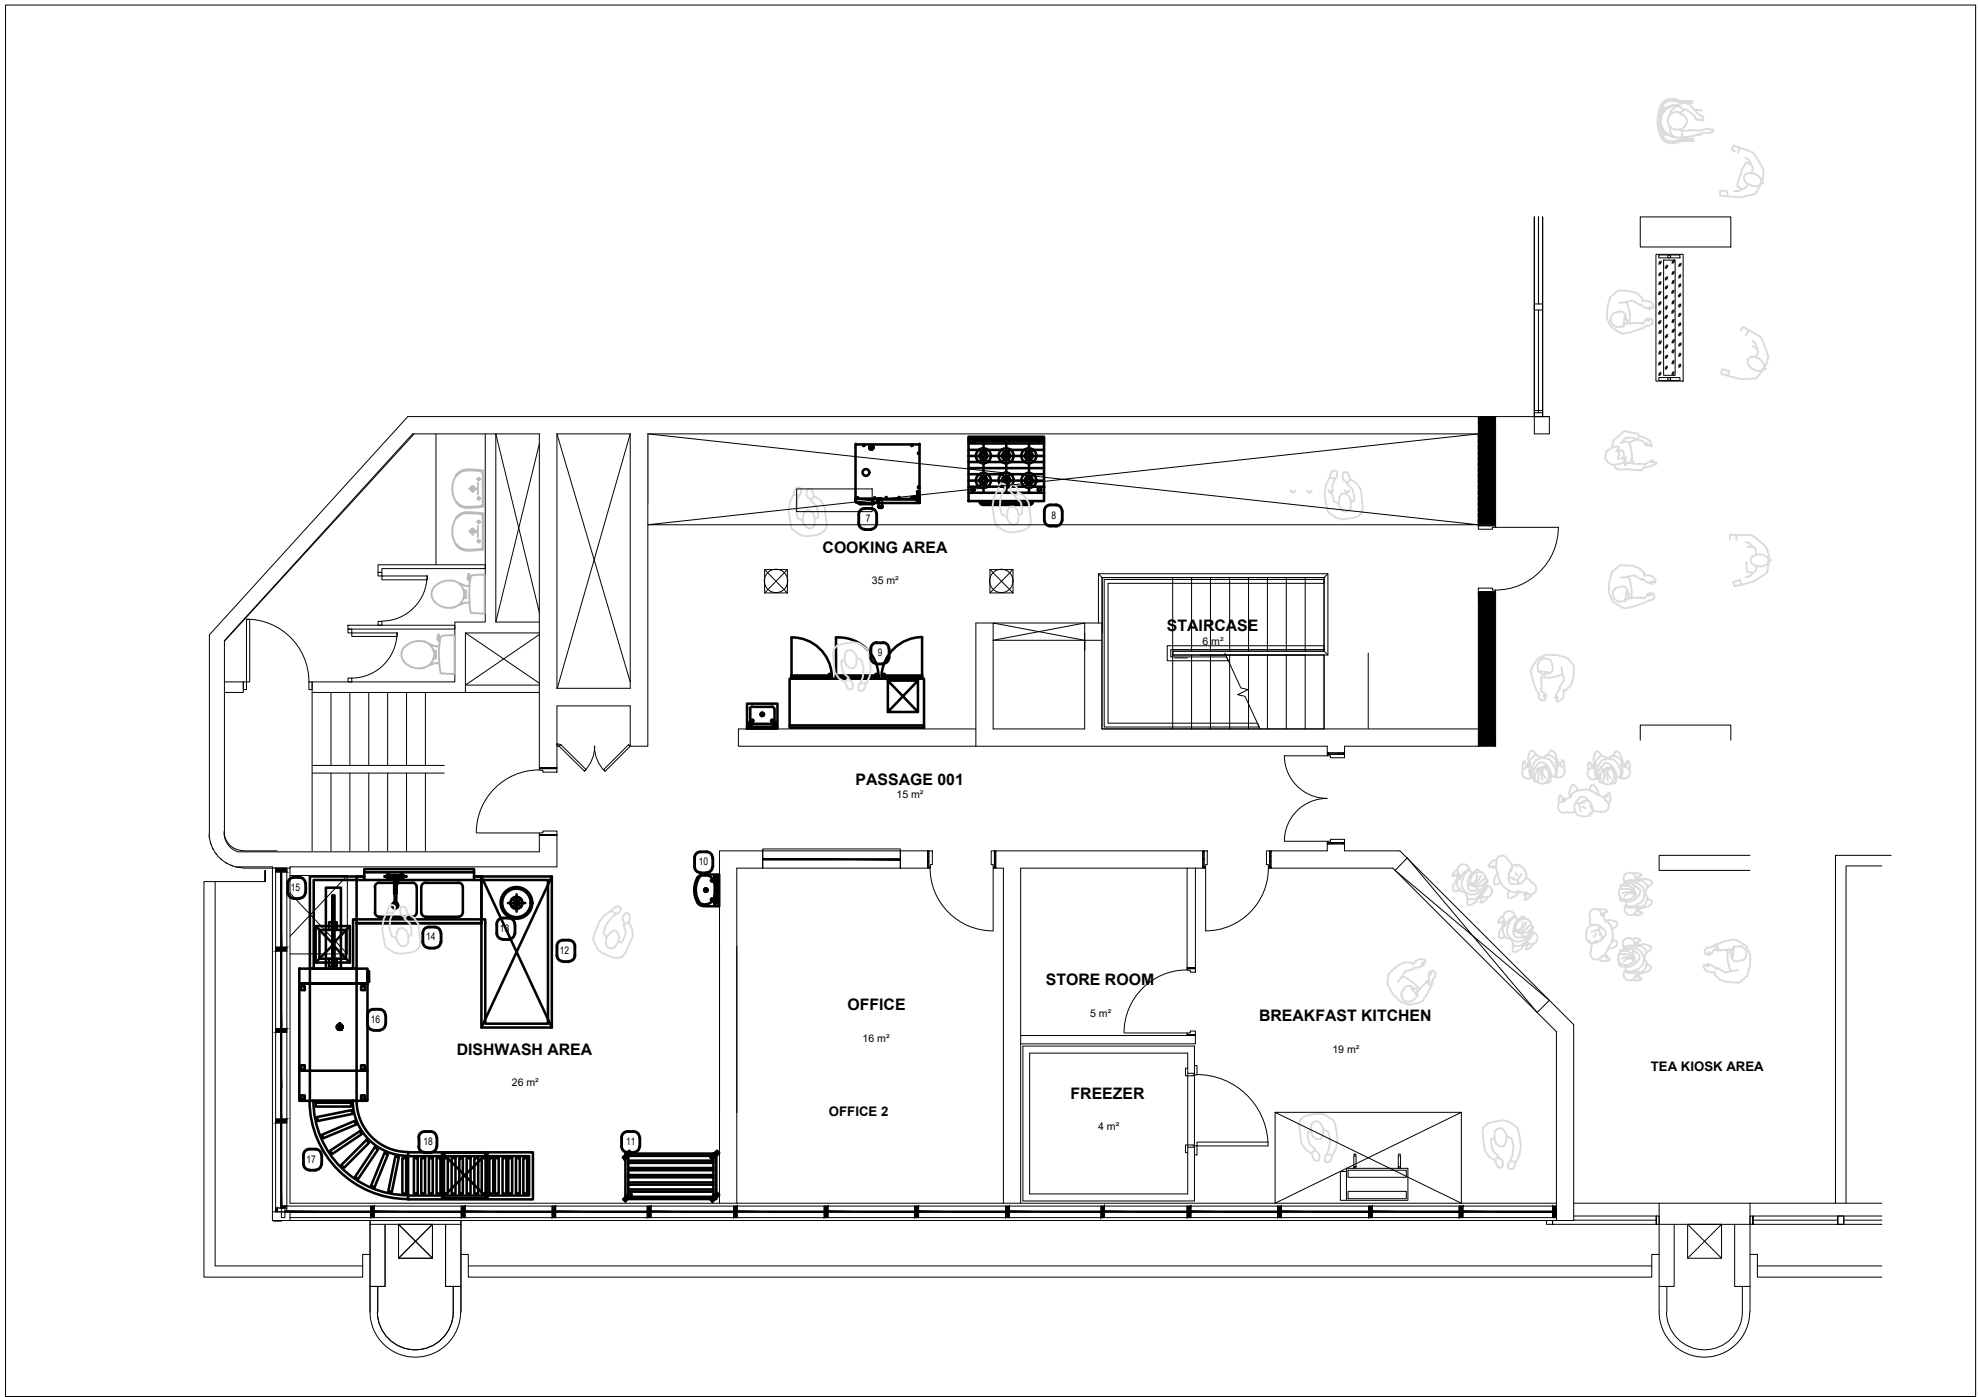 7
8
COOKING AREA
35 m²
STAIRCASE
6 m²
9
PASSAGE 001
15 m²
10
15
14
13
12
STORE ROOM
5 m²
OFFICE
16 m²
BREAKFAST KITCHEN
19 m²
16
DISHWASH AREA
26 m²
TEA KIOSK AREA
FREEZER
4 m²
OFFICE 2
18
11
17